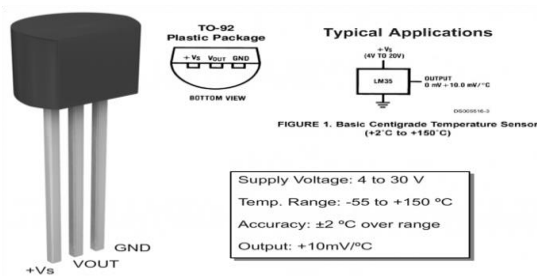 TO-92
Plastic Package
+VS VOUT GND
BOTTOM VIEW
Typical Applications
+VS
(4V TO 20V)
LM35
OUTPUT
0 mV + 10.0 mV/°C
DS005516-3
FIGURE 1. Basic Centigrade Temperature Sensor
(+2°C to +150°C)
Supply Voltage: 4 to 30 V
Temp. Range: -55 to +150 ºC
Accuracy: ±2 ºC over range
Output: +10mV/ºC
+Vs
VOUT
GND